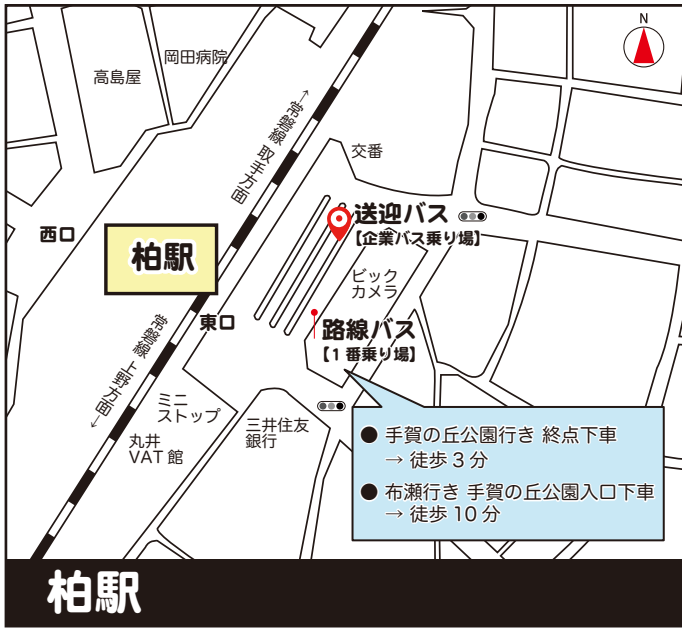 N
岡田病院
高島屋
←常磐線 取手方面
交番
送迎バス
【企業バス乗り場】
西口
柏駅
ビック
カメラ
東口
路線バス
【1番乗り場】
常磐線 上野方面→
ミニ
ストップ
丸井
VAT館
三井住友
銀行
● 手賀の丘公園行き 終点下車
→ 徒歩3分
● 布瀬行き 手賀の丘公園入口下車
→ 徒歩10分
柏駅